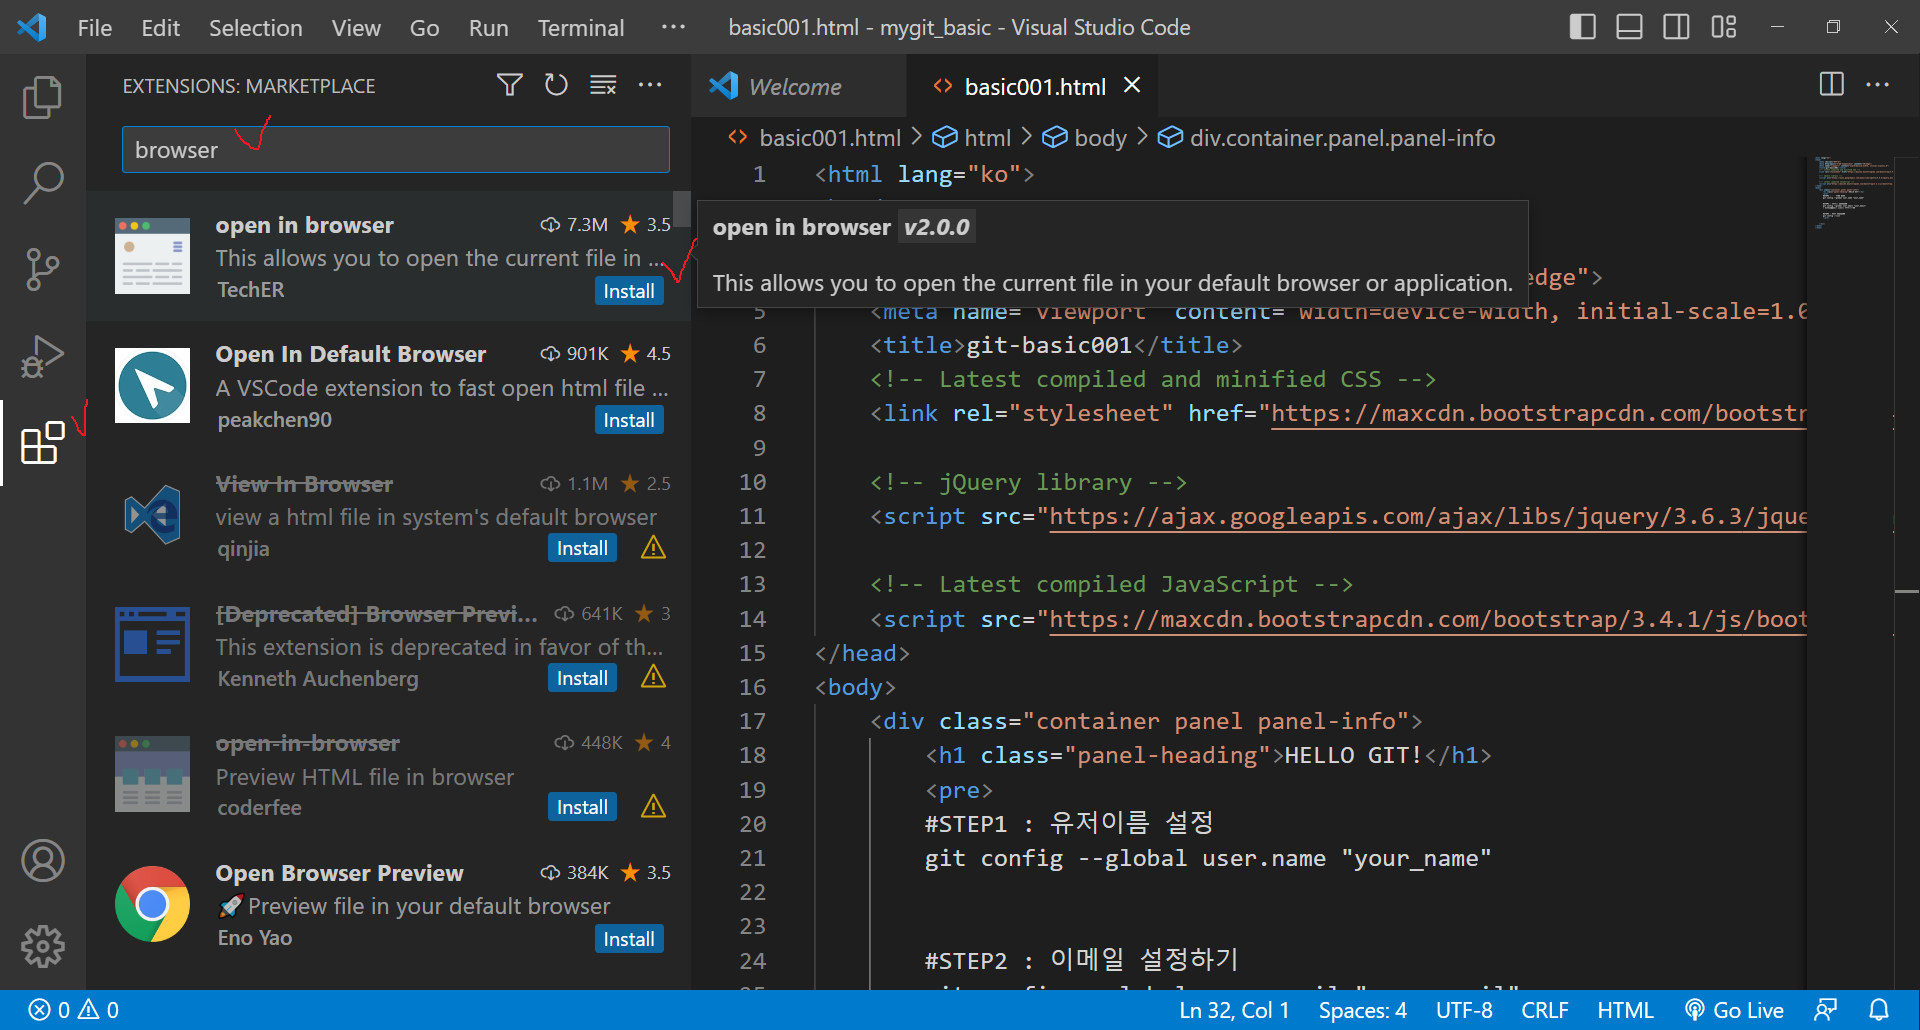 File Edit Selection View Go Run Terminal ··· basic001.html - mygit_basic - Visual Studio Code
EXTENSIONS: MARKETPLACE
browser
open in browser 7.3M ★ 3.5
This allows you to open the current file in ...
TechER Install
Open In Default Browser 901K ★ 4.5
A VSCode extension to fast open html file ...
peakchen90 Install
View In Browser 1.1M ★ 2.5
view a html file in system's default browser
qinjia Install
[Deprecated] Browser Previ... 641K ★ 3
This extension is deprecated in favor of th...
Kenneth Auchenberg Install
open-in-browser 448K ★ 4
Preview HTML file in browser
coderfee Install
Open Browser Preview 384K ★ 3.5
🚀Preview file in your default browser
Eno Yao Install
Welcome <> basic001.html
<> basic001.html > html > body > div.container.panel.panel-info
1 <html lang="ko">
open in browser v2.0.0
This allows you to open the current file in your default browser or application.
edge">
5 <meta name="viewport" content="width=device-width, initial-scale=1.0
6 <title>git-basic001</title>
7 <!-- Latest compiled and minified CSS -->
8 <link rel="stylesheet" href="https://maxcdn.bootstrapcdn.com/bootstr
9
10 <!-- jQuery library -->
11 <script src="https://ajax.googleapis.com/ajax/libs/jquery/3.6.3/jque
12
13 <!-- Latest compiled JavaScript -->
14 <script src="https://maxcdn.bootstrapcdn.com/bootstrap/3.4.1/js/boot
15 </head>
16 <body>
17 <div class="container panel panel-info">
18 <h1 class="panel-heading">HELLO GIT!</h1>
19 <pre>
20 #STEP1 : 유저이름 설정
21 git config --global user.name "your_name"
22
23
24 #STEP2 : 이메일 설정하기
0 0 Ln 32, Col 1 Spaces: 4 UTF-8 CRLF HTML Go Live